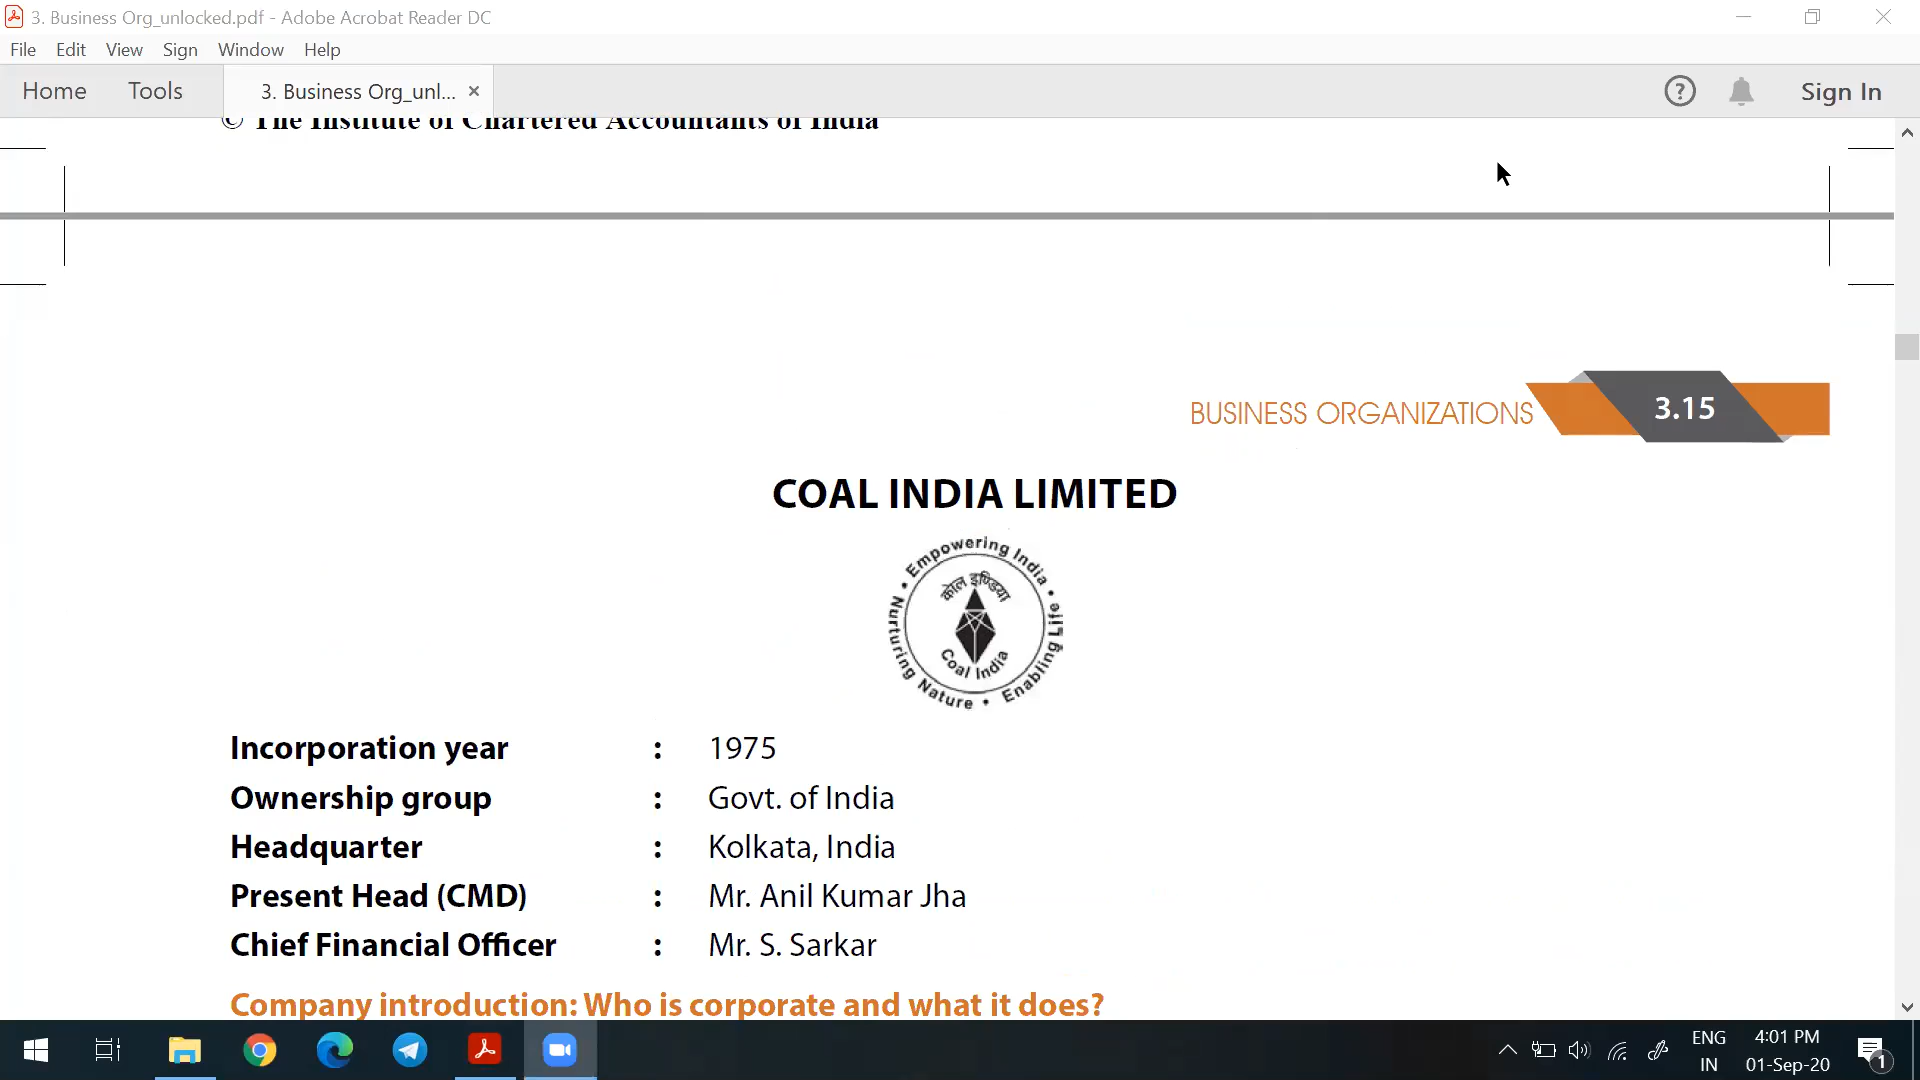 3. Business Org_unlocked.pdf - Adobe Acrobat Reader DC
File Edit View Sign Window Help
Home Tools 3. Business Org_unl... × Sign In
© The Institute of Chartered Accountants of India
BUSINESS ORGANIZATIONS 3.15
COAL INDIA LIMITED
• Empowering India • Enabling Life • Nurturing Nature
कोल इण्डिया
Coal India
Incorporation year : 1975
Ownership group : Govt. of India
Headquarter : Kolkata, India
Present Head (CMD) : Mr. Anil Kumar Jha
Chief Financial Officer : Mr. S. Sarkar
Company introduction: Who is corporate and what it does?
ENG 4:01 PM
IN 01-Sep-20 1